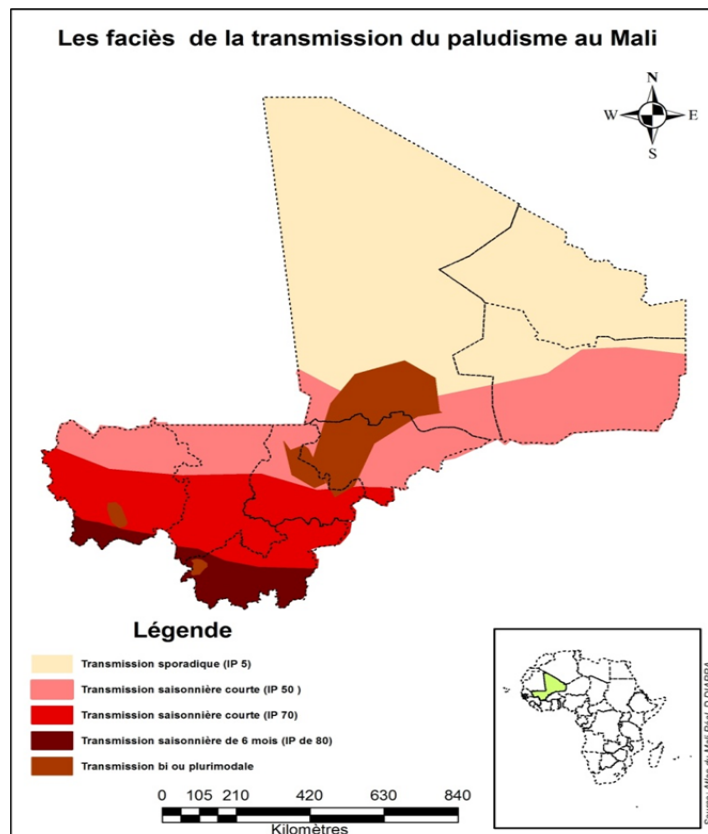 Les faciès de la transmission du paludisme au Mali
N
W E
S
Légende
Transmission sporadique (IP 5)
Transmission saisonnière courte (IP 50 )
Transmission saisonnière courte (IP 70)
Transmission saisonnière de 6 mois (IP de 80)
Transmission bi ou plurimodale
0 105 210 420 630 840
Kilomètres
Mali